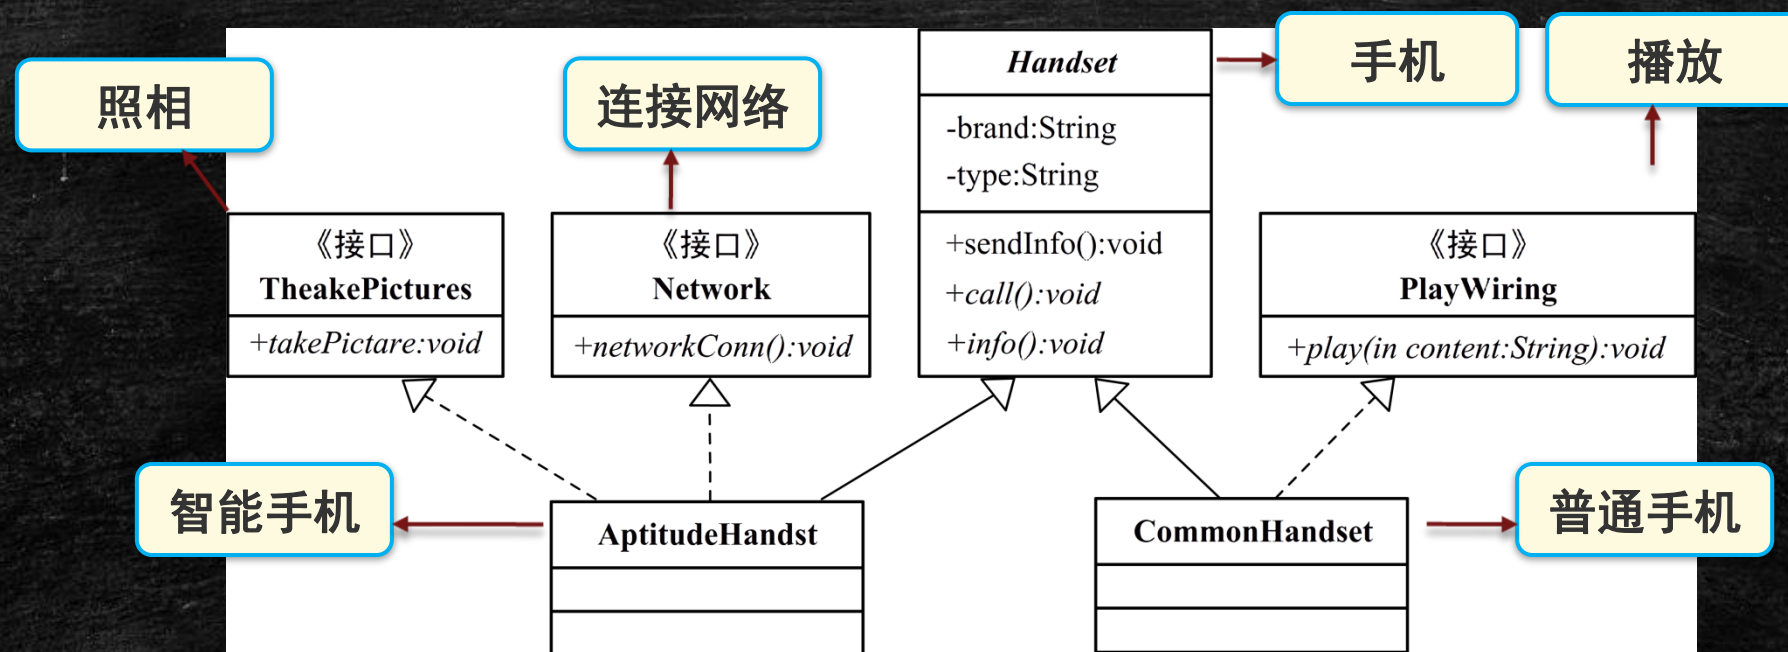 照相
连接网络
手机
播放
Handset
-brand:String
-type:String
+sendInfo():void
+call():void
+info():void
《接口》
TheakePictures
+takePictare:void
《接口》
Network
+networkConn():void
《接口》
PlayWiring
+play(in content:String):void
智能手机
AptitudeHandst
CommonHandset
普通手机